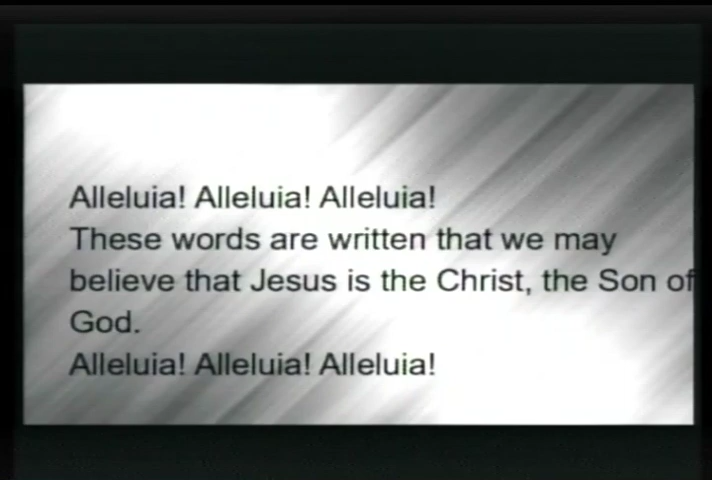 Alleluia! Alleluia! Alleluia!
These words are written that we may
believe that Jesus is the Christ, the Son of
God.
Alleluia! Alleluia! Alleluia!